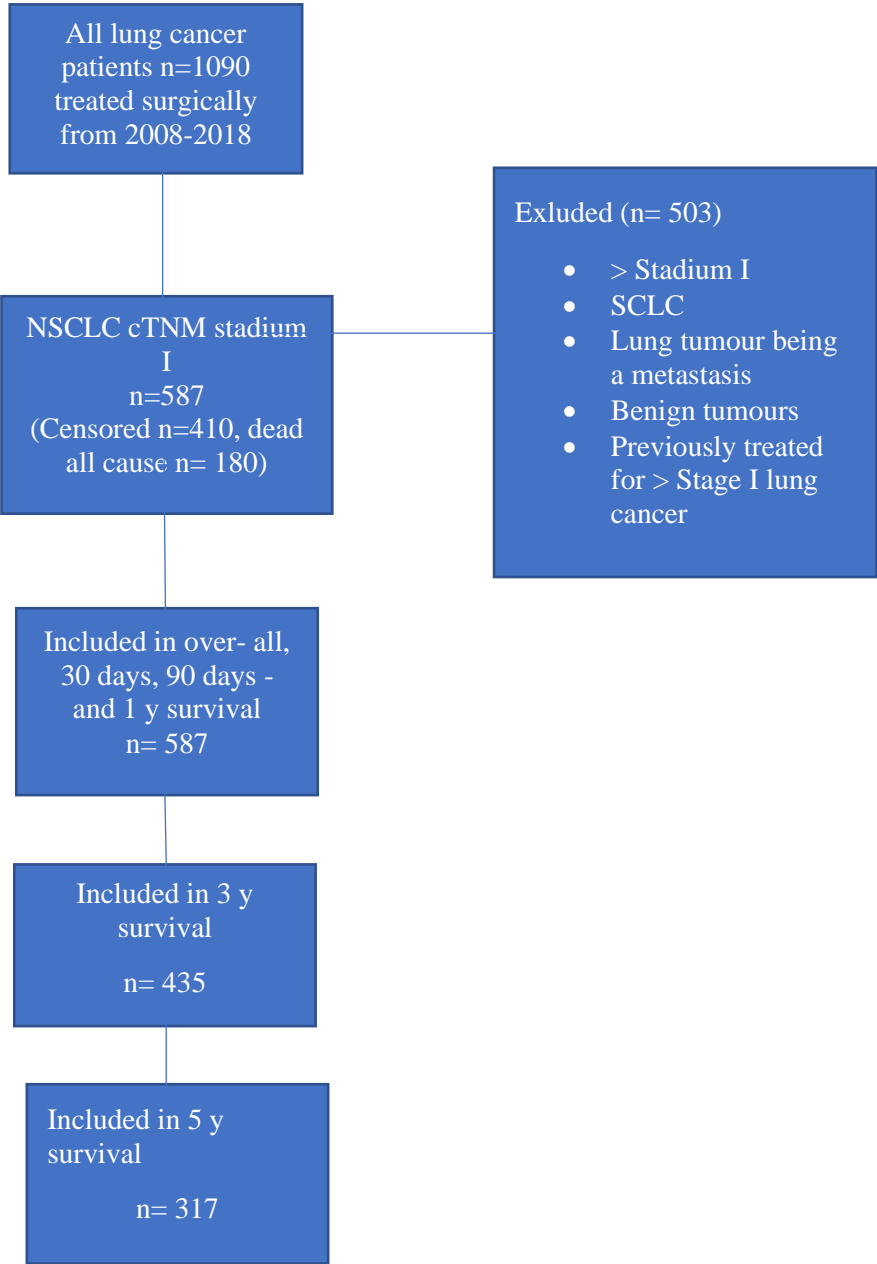 All lung cancer
patients n=1090
treated surgically
from 2008-2018
Exluded (n= 503)
• > Stadium I
• SCLC
• Lung tumour being
a metastasis
• Benign tumours
• Previously treated
for > Stage I lung
cancer
NSCLC cTNM stadium
I
n=587
(Censored n=410, dead
all cause n= 180)
Included in over- all,
30 days, 90 days -
and 1 y survival
n= 587
Included in 3 y
survival
n= 435
Included in 5 y
survival
n= 317